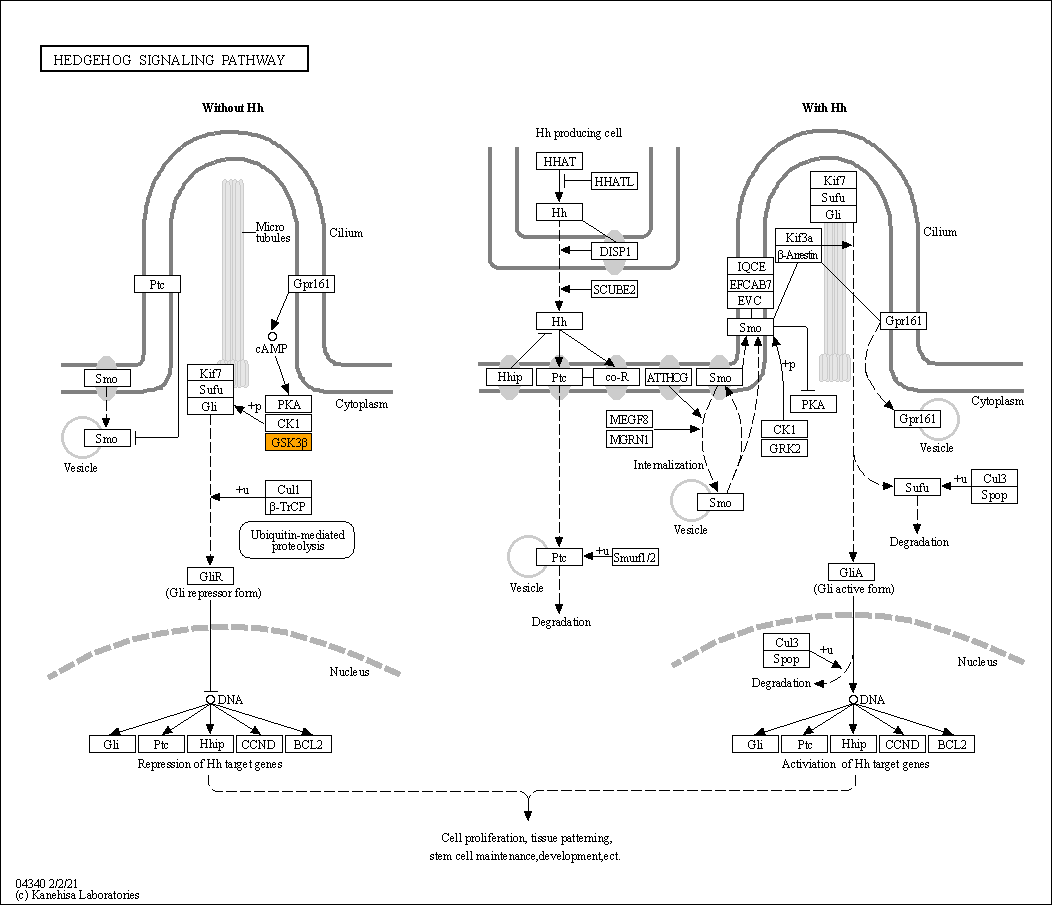 HEDGEHOG SIGNALING PATHWAY
Without Hh
With Hh
Hh producing cell
HHAT
HHATL
Hh
DISP1
SCUBE2
Hh
Micro
tubules
Cilium
Ptc
Gpr161
cAMP
Smo
Kif7
Sufu
Gli
+p
PKA
CK1
GSK3β
Cytoplasm
Smo
Vesicle
+u
Cul1
β-TrCP
Ubiquitin-mediated
proteolysis
GliR
(Gli repressor form)
Nucleus
DNA
Gli
Ptc
Hhip
CCND
BCL2
Repression of Hh target genes
Kif7
Sufu
Gli
Kif3a
β-Arrestin
Cilium
IQCE
EFCAB7
EVC
Smo
Gpr161
Hhip
Ptc
co-R
ATTHOG
Smo
+p
PKA
Cytoplasm
MEGF8
MGRN1
CK1
GRK2
Gpr161
Vesicle
Internalization
Smo
Vesicle
Sufu
+u
Cul3
Spop
Degradation
Ptc
+u
Smurf1/2
Vesicle
Degradation
GliA
(Gli active form)
Cul3
Spop
+u
Nucleus
Degradation
DNA
Gli
Ptc
Hhip
CCND
BCL2
Activiation of Hh target genes
Cell proliferation, tissue patterning,
stem cell maintenance,development,ect.
04340 2/2/21
(c) Kanehisa Laboratories